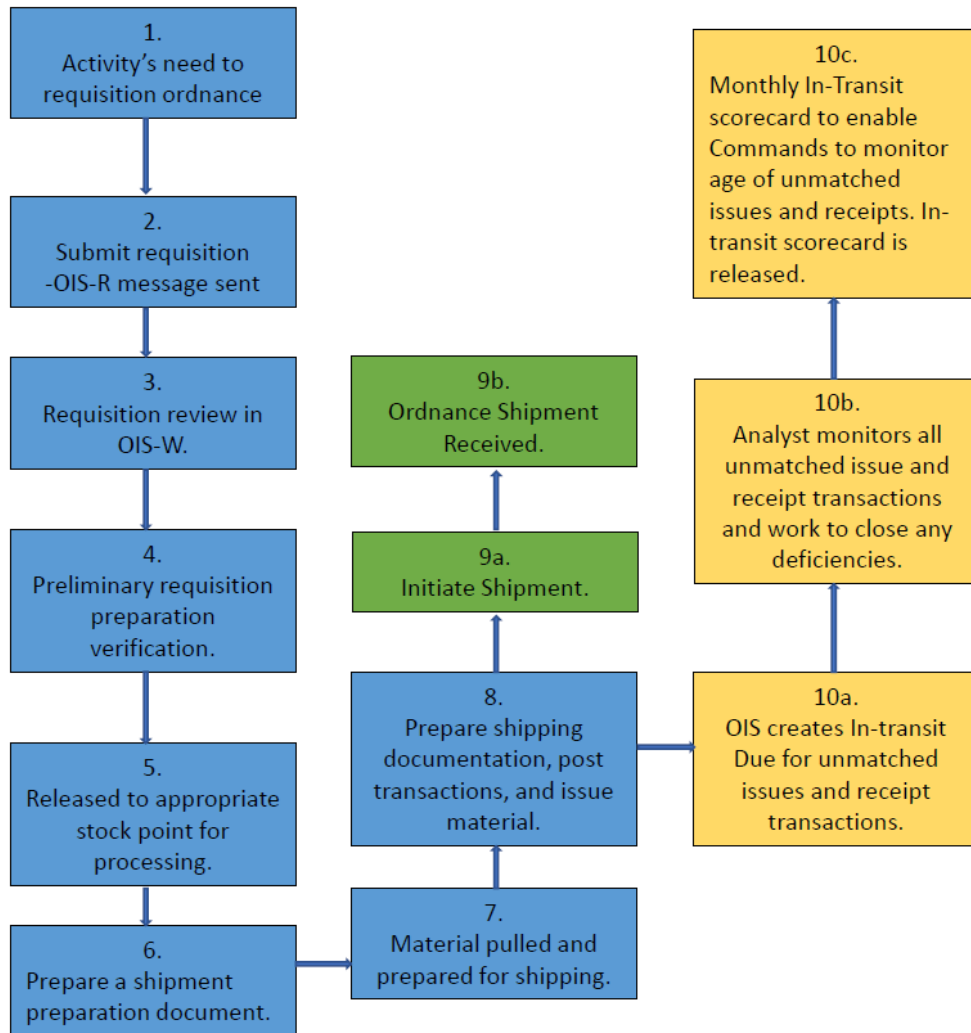 1.
Activity's need to
requisition ordnance
2.
Submit requisition
-OIS-R message sent
3.
Requisition review in
OIS-W.
4.
Preliminary requisition
preparation
verification.
5.
Released to appropriate
stock point for
processing.
6.
Prepare a shipment
preparation document.
7.
Material pulled and
prepared for shipping.
8.
Prepare shipping
documentation, post
transactions, and issue
material.
9a.
Initiate Shipment.
9b.
Ordnance Shipment
Received.
10a.
OIS creates In-transit
Due for unmatched
issues and receipt
transactions.
10b.
Analyst monitors all
unmatched issue and
receipt transactions
and work to close any
deficiencies.
10c.
Monthly In-Transit
scorecard to enable
Commands to monitor
age of unmatched
issues and receipts. In-
transit scorecard is
released.